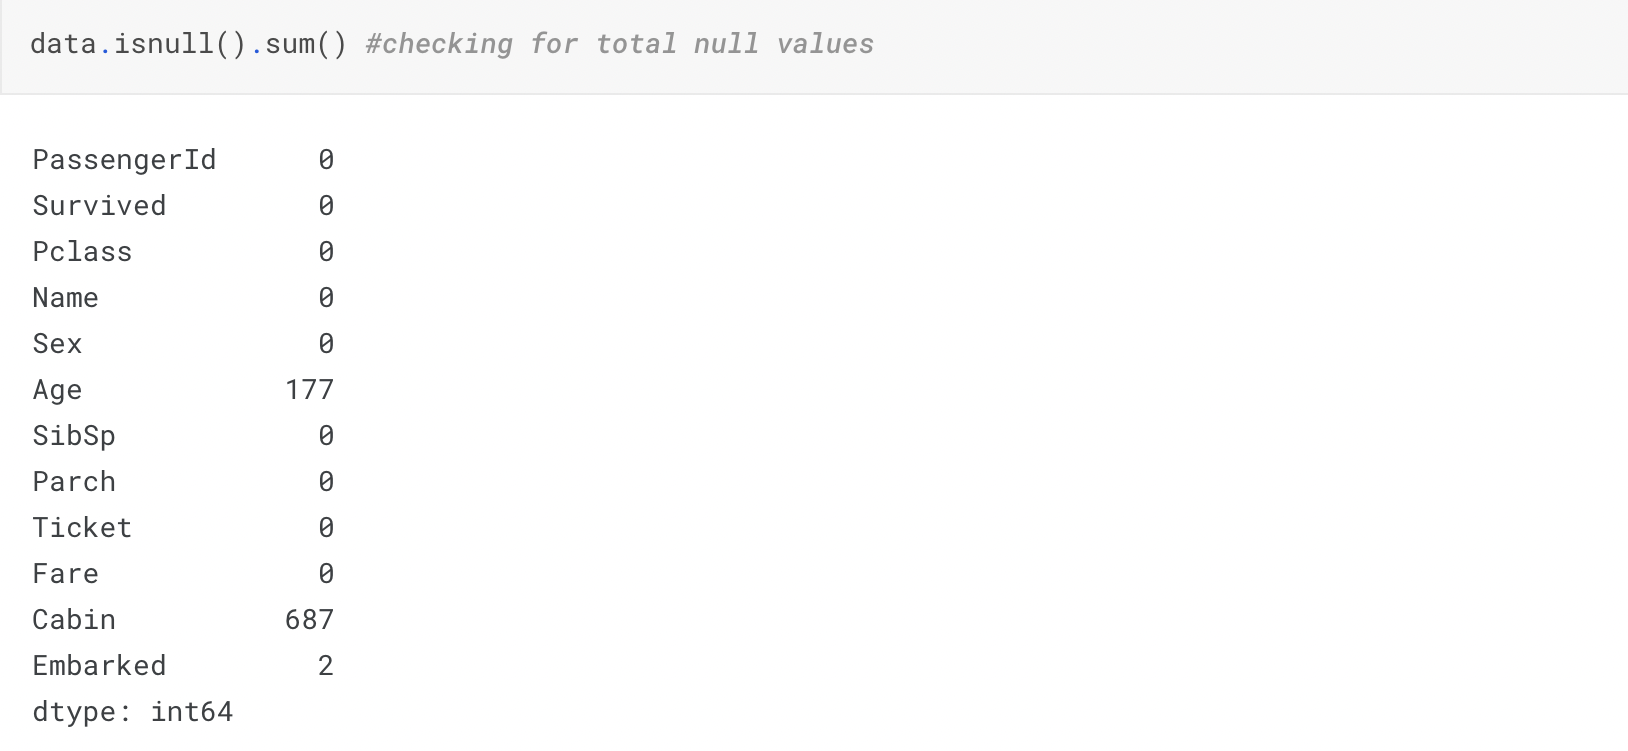 data.isnull().sum() #checking for total null values
PassengerId 0
Survived 0
Pclass 0
Name 0
Sex 0
Age 177
SibSp 0
Parch 0
Ticket 0
Fare 0
Cabin 687
Embarked 2
dtype: int64